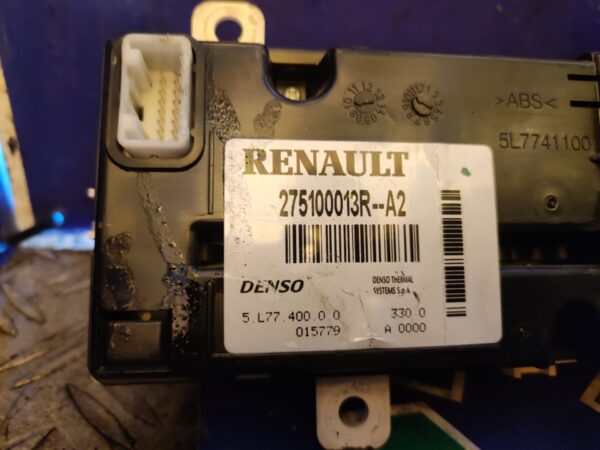 >ABS<
5L7741100
RENAULT
275100013R--A2
DENSO
DENSO THERMAL
SYSTEMS S.p.A
5.L77.400.0.0 330.0
015779 A 0000